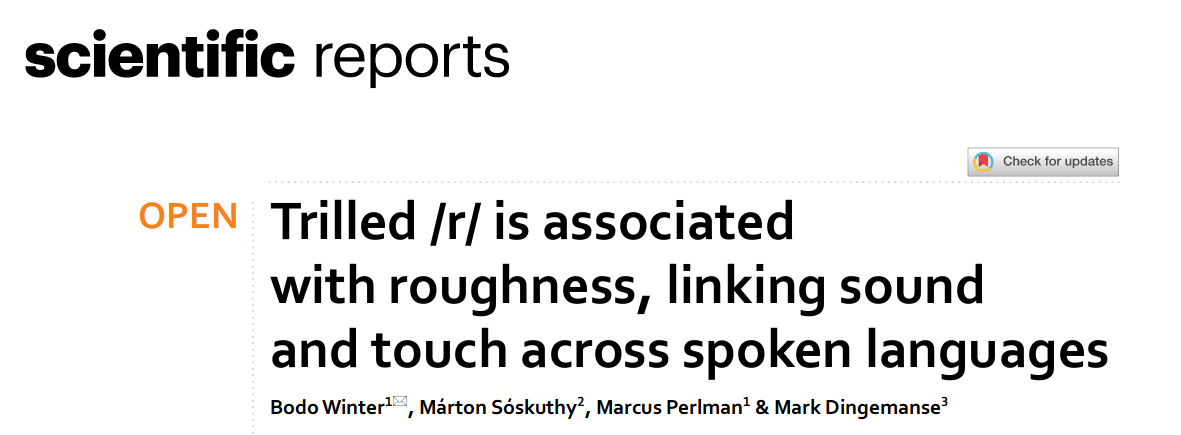 scientific reports
Check for updates
OPEN
Trilled /r/ is associated
with roughness, linking sound
and touch across spoken languages
Bodo Winter1✉, Márton Sóskuthy2, Marcus Perlman1 & Mark Dingemanse3